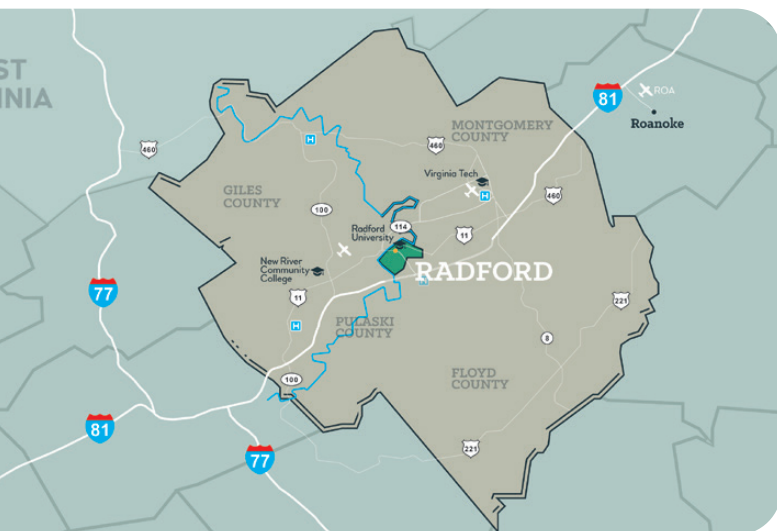 ST
INIA
81
ROA
Roanoke
MONTGOMERY
COUNTY
460
460
H
Virginia Tech
H
460
GILES
COUNTY
100
114
Radford
University
11
New River
Community
College
RADFORD
H
77
11
221
H
PULASKI
COUNTY
8
100
FLOYD
COUNTY
81
77
221